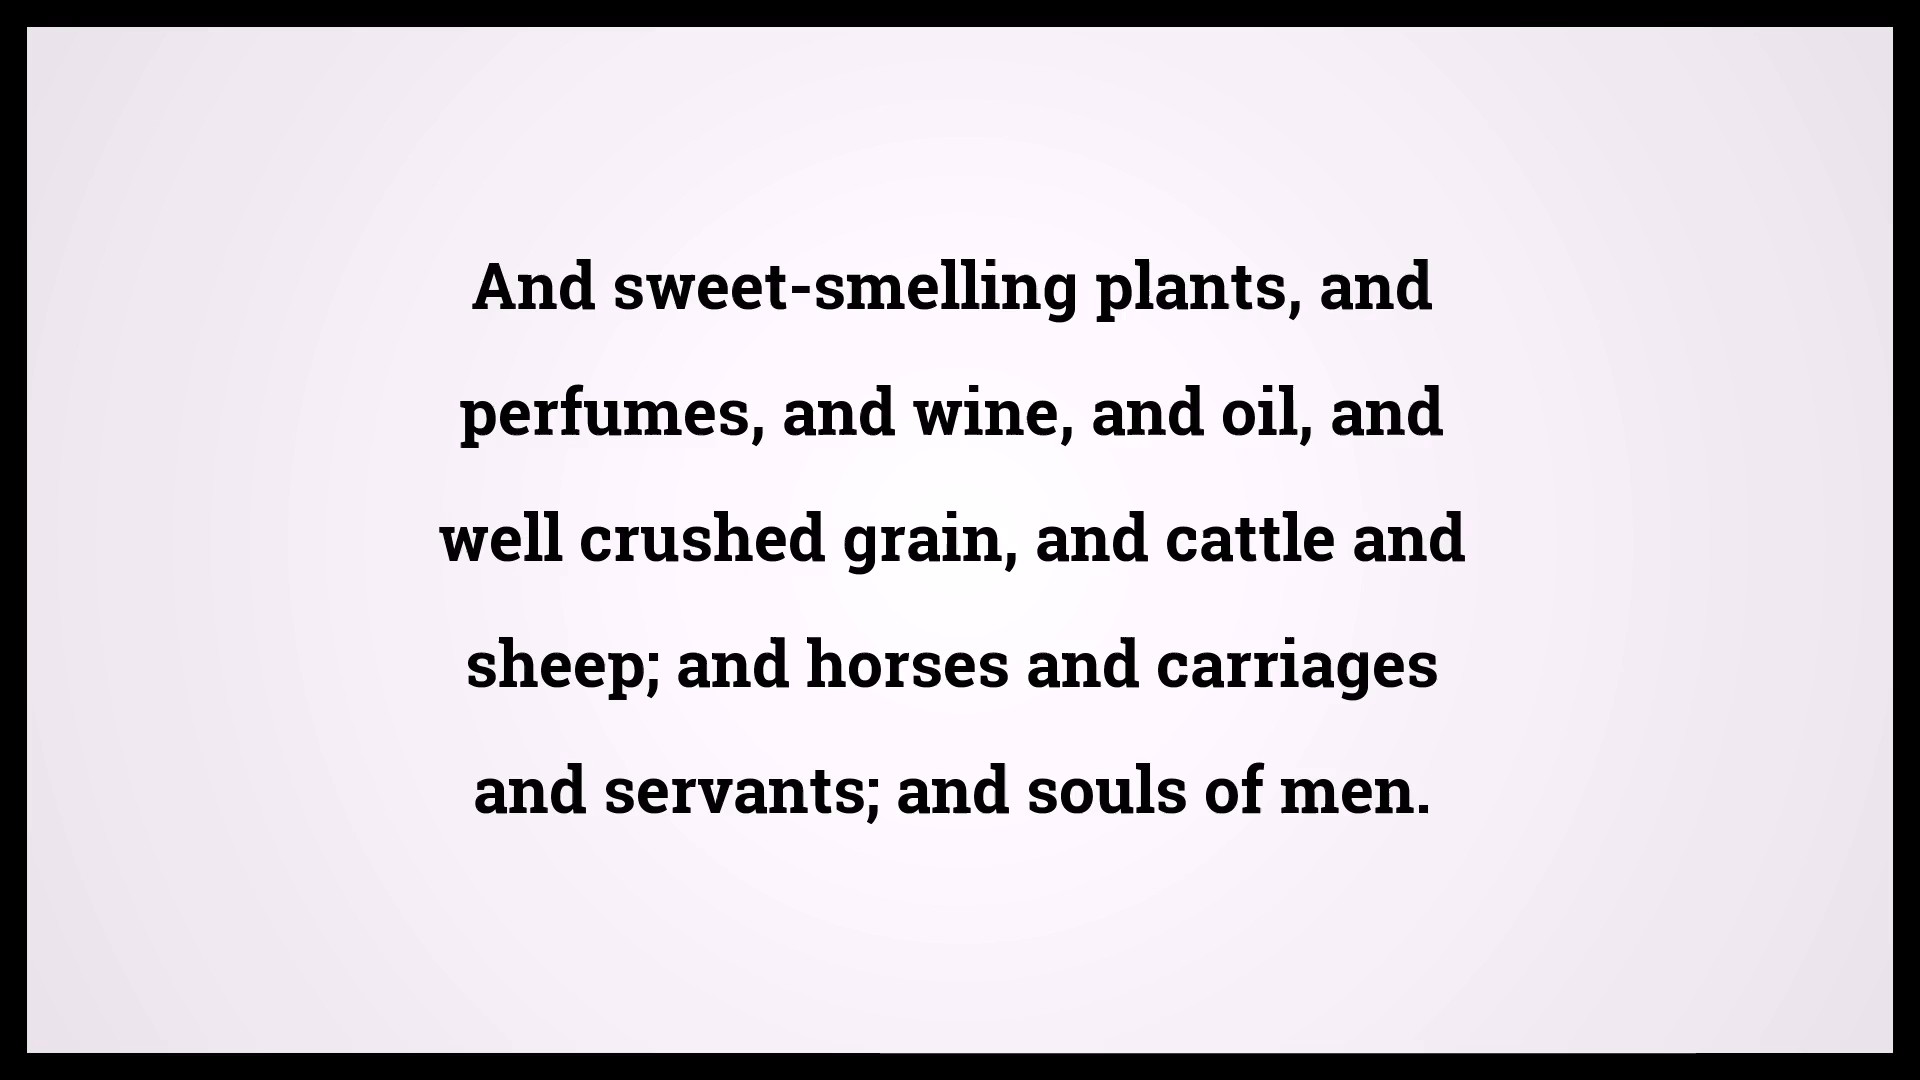 And sweet-smelling plants, and
perfumes, and wine, and oil, and
well crushed grain, and cattle and
sheep; and horses and carriages
and servants; and souls of men.